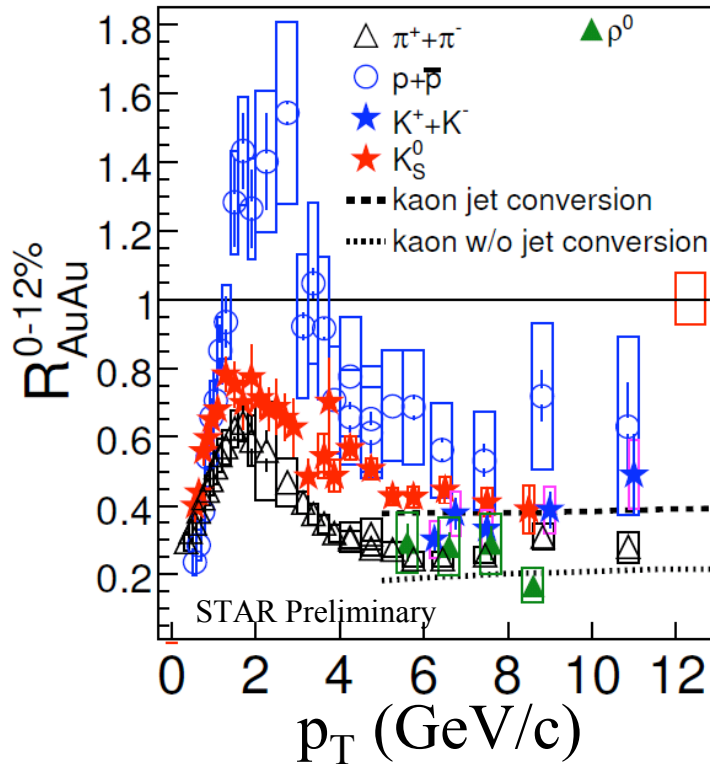 R^{0-12%}_{AuAu}
1.8
1.6
1.4
1.2
1
0.8
0.6
0.4
0.2
π⁺+π⁻
ρ⁰
p+p̅
K⁺+K⁻
K⁰_S
kaon jet conversion
kaon w/o jet conversion
STAR Preliminary
0 2 4 6 8 10 12
p_T (GeV/c)